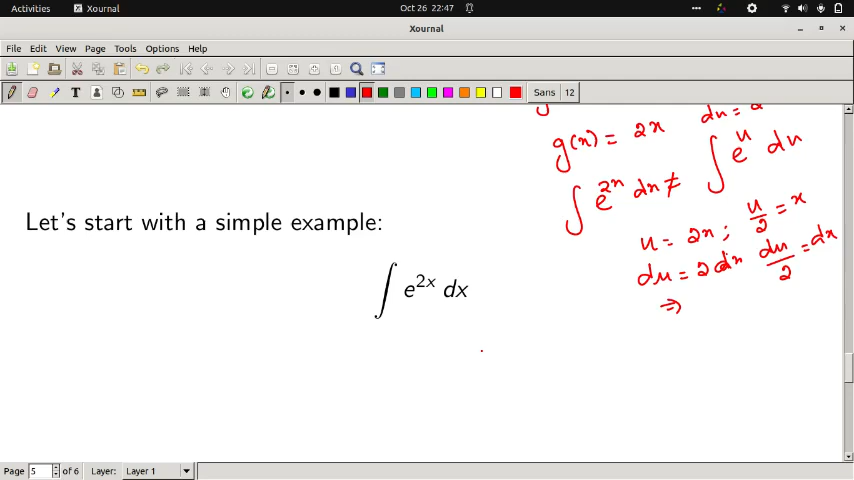 Activities Xournal Oct 26 22:47
Xournal
File Edit View Page Tools Options Help
Sans 12
du = 2
g(x) = 2x
∫ e^u du
∫ e^{2x} dx ≠
u = 2x ; u/2 = x
du = 2dx du/2 = dx
⇒
Let's start with a simple example:
∫ e^{2x} dx
Page 5 of 6 Layer: Layer 1